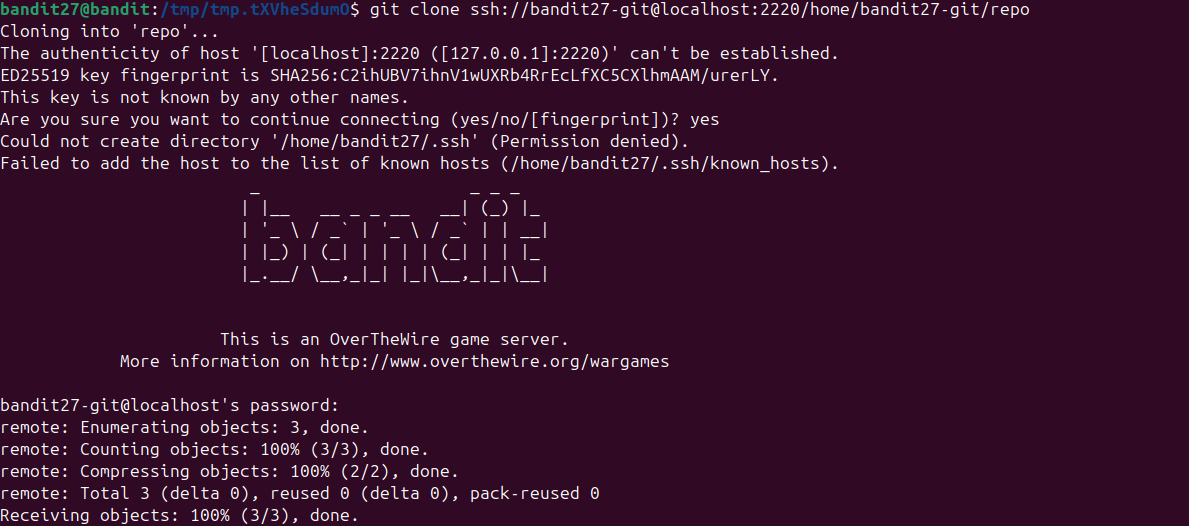 bandit27@bandit:/tmp/tmp.tXVheSdumO$ git clone ssh://bandit27-git@localhost:2220/home/bandit27-git/repo
Cloning into 'repo'...
The authenticity of host '[localhost]:2220 ([127.0.0.1]:2220)' can't be established.
ED25519 key fingerprint is SHA256:C2ihUBV7ihnV1wUXRb4RrEcLfXC5CXlhmAAM/urerLY.
This key is not known by any other names.
Are you sure you want to continue connecting (yes/no/[fingerprint])? yes
Could not create directory '/home/bandit27/.ssh' (Permission denied).
Failed to add the host to the list of known hosts (/home/bandit27/.ssh/known_hosts).
                         _                     _ _ _
                        | |__   __ _ _ __   __| (_) |_
                        | '_ \ / _` | '_ \ / _` | | __|
                        | |_) | (_| | | | | (_| | | |_
                        |_.__/ \__,_|_| |_|\__,_|_|\__|
                      This is an OverTheWire game server.
            More information on http://www.overthewire.org/wargames
bandit27-git@localhost's password:
remote: Enumerating objects: 3, done.
remote: Counting objects: 100% (3/3), done.
remote: Compressing objects: 100% (2/2), done.
remote: Total 3 (delta 0), reused 0 (delta 0), pack-reused 0
Receiving objects: 100% (3/3), done.